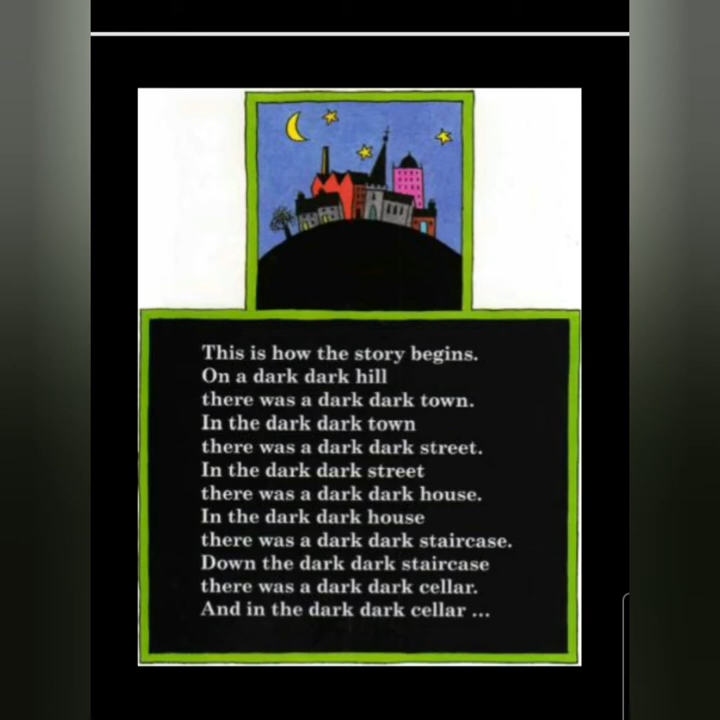 This is how the story begins.
On a dark dark hill
there was a dark dark town.
In the dark dark town
there was a dark dark street.
In the dark dark street
there was a dark dark house.
In the dark dark house
there was a dark dark staircase.
Down the dark dark staircase
there was a dark dark cellar.
And in the dark dark cellar ...